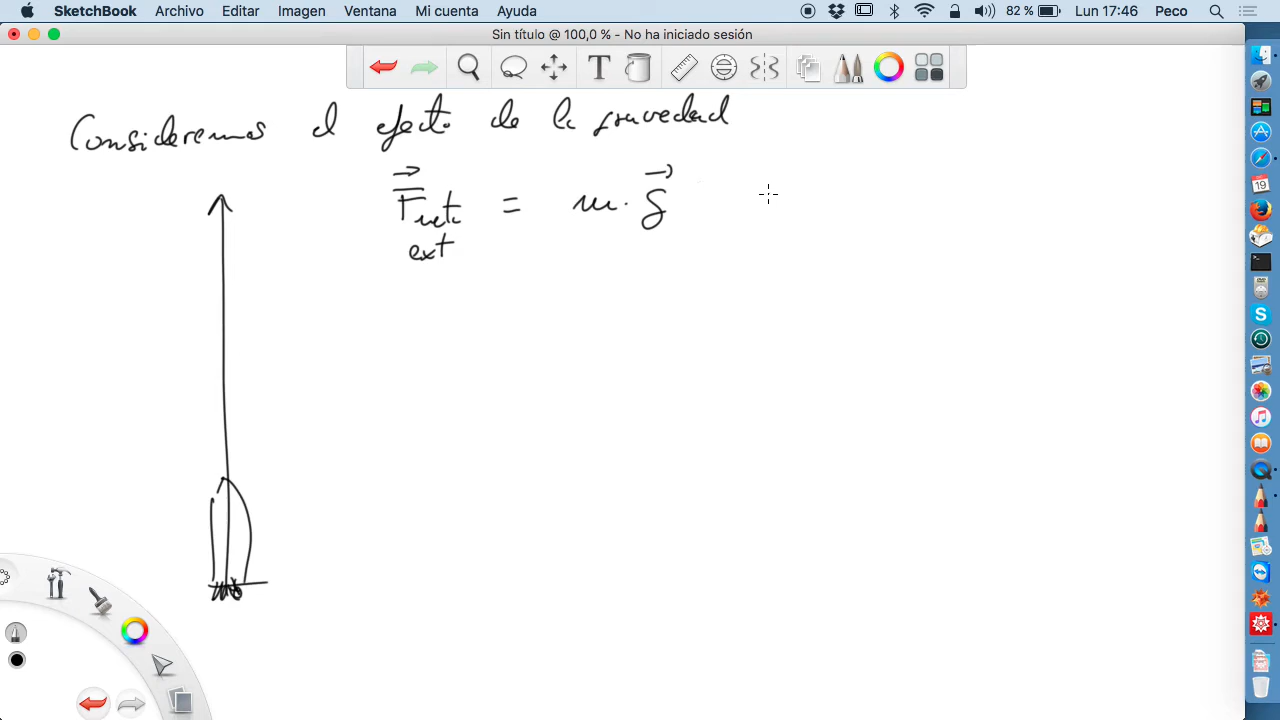 SketchBook Archivo Editar Imagen Ventana Mi cuenta Ayuda 82 % Lun 17:46 Peco
Sin título @ 100,0 % - No ha iniciado sesión
T
Consideremos el efecto de la gravedad
F neta = m · g
ext
19
S